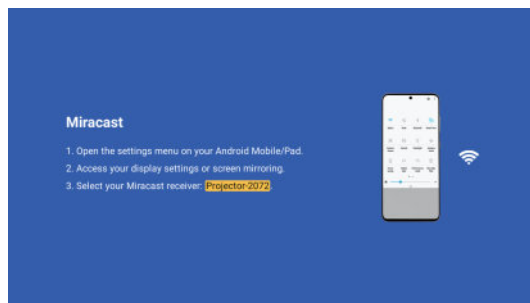 Miracast
1. Open the settings menu on your Android Mobile/Pad.
2. Access your display settings or screen mirroring.
3. Select your Miracast receiver: Projector-2072.